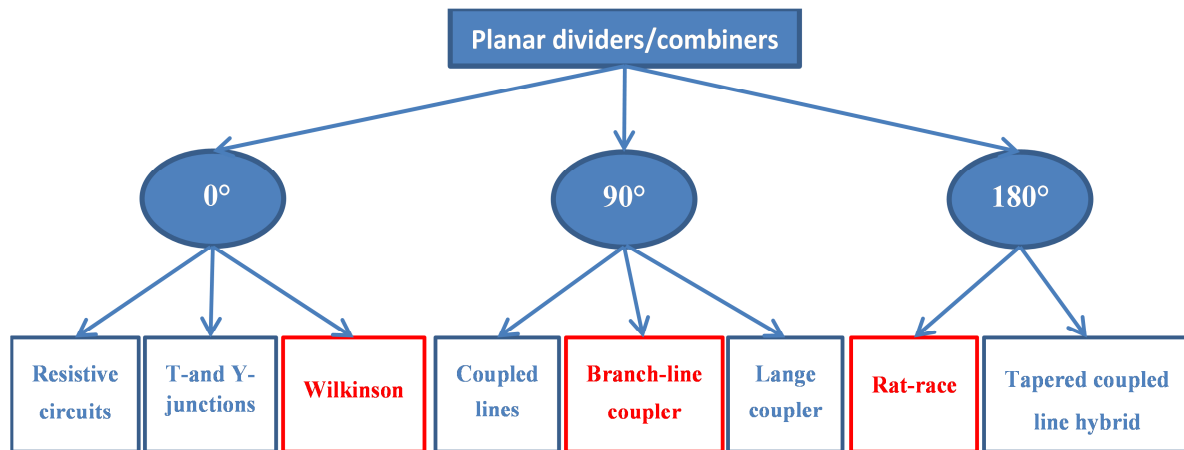 Planar dividers/combiners
0°
90°
180°
Resistive
circuits
T-and Y-
junctions
Wilkinson
Coupled
lines
Branch-line
coupler
Lange
coupler
Rat-race
Tapered coupled
line hybrid